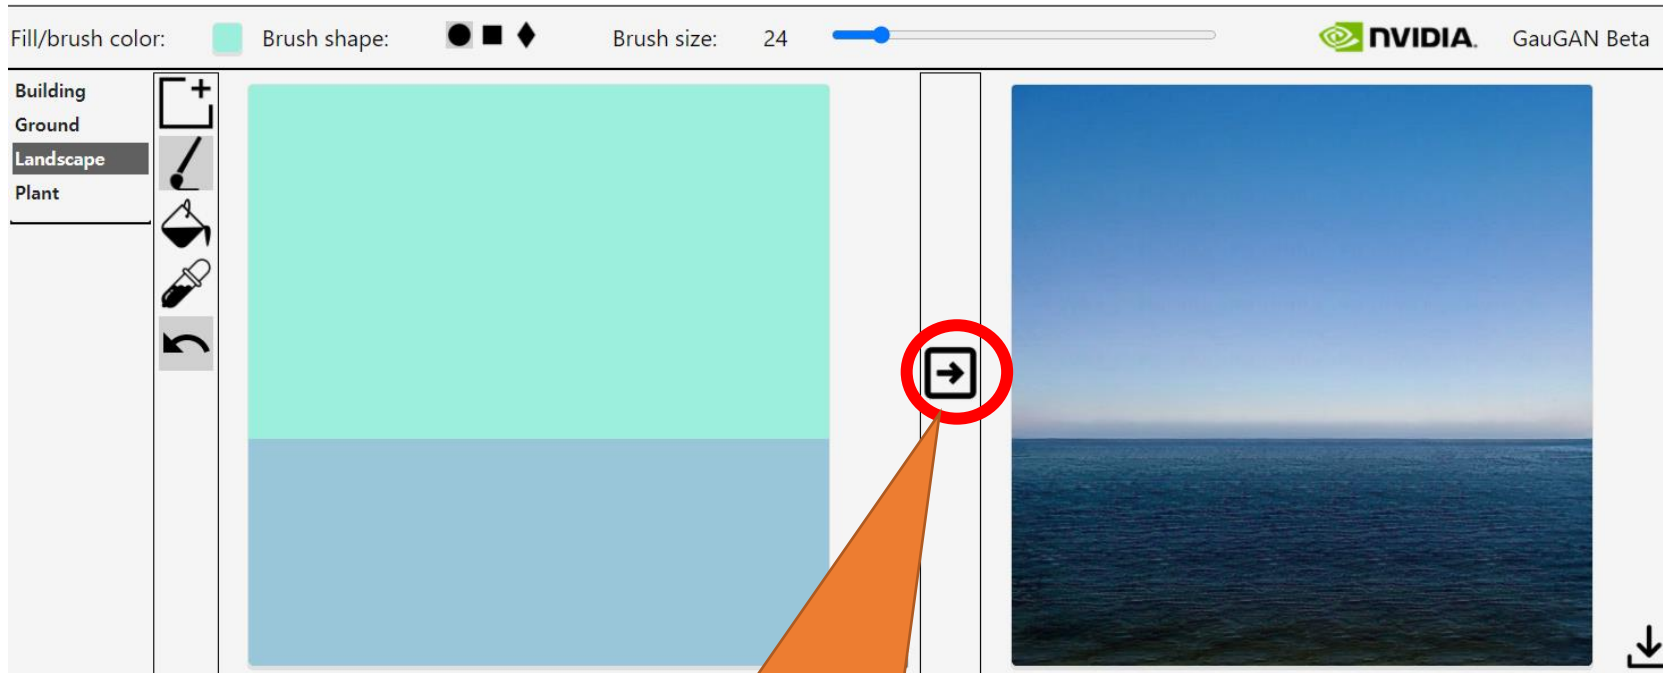 Fill/brush color: Brush shape: Brush size: 24 NVIDIA. GauGAN Beta
Building
Ground
Landscape
Plant